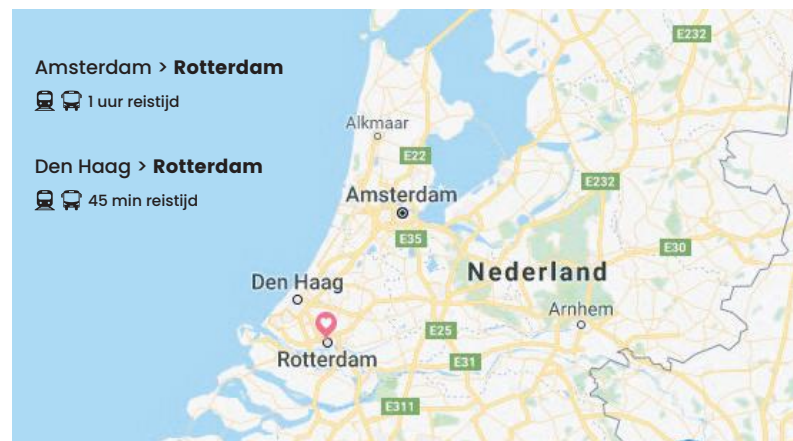 Amsterdam > Rotterdam
1 uur reistijd
Den Haag > Rotterdam
45 min reistijd
E232
Alkmaar
E22
Amsterdam
E232
E35
E30
Nederland
Den Haag
Arnhem
E25
Rotterdam
E31
E311